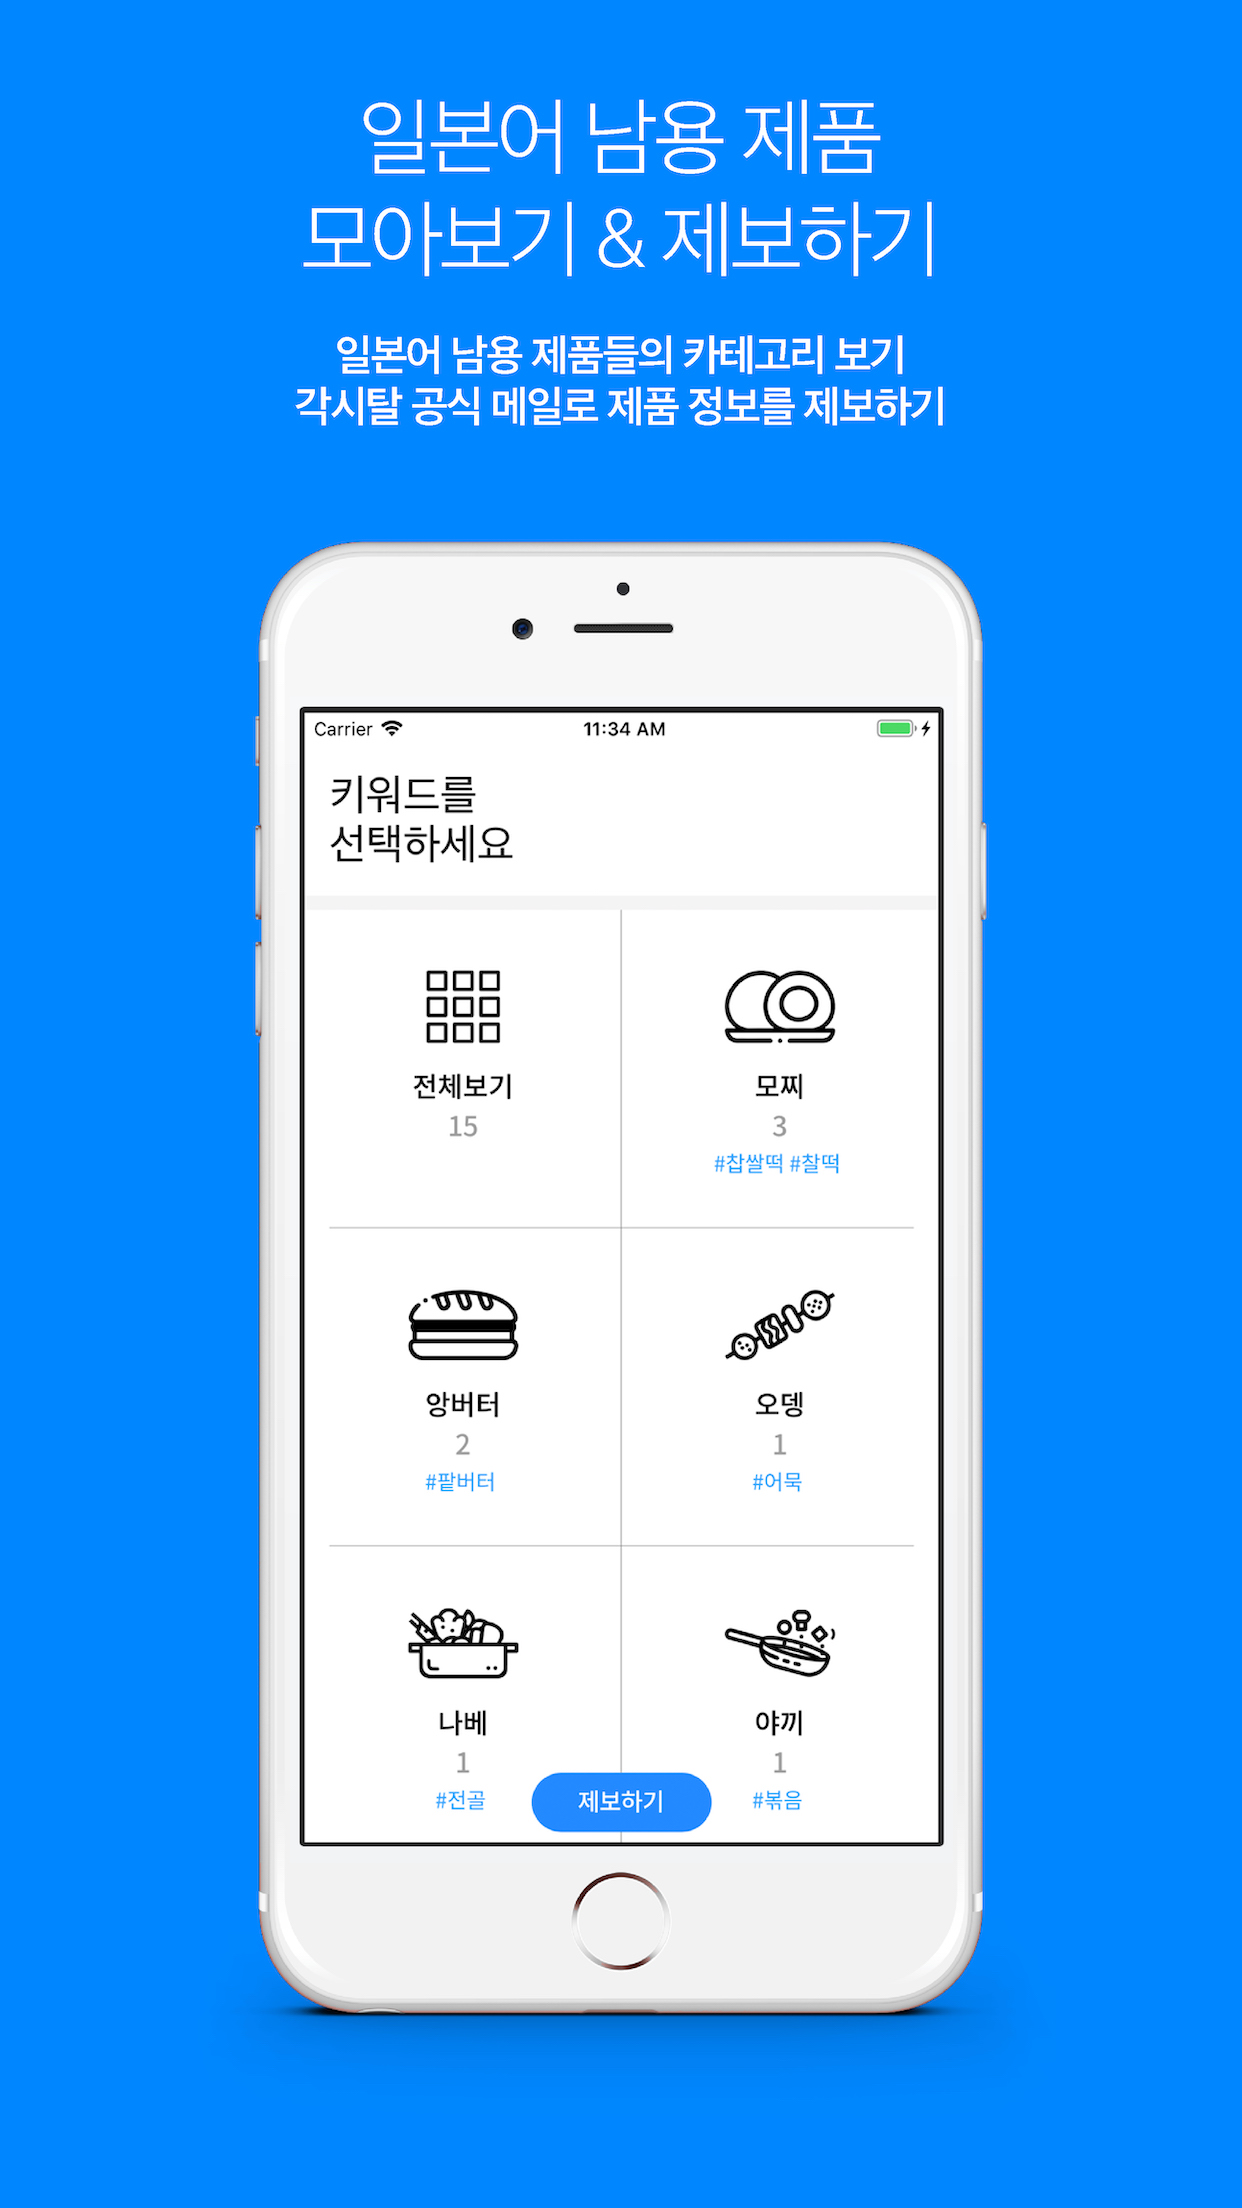 일본어 남용 제품
모아보기 & 제보하기
일본어 남용 제품들의 카테고리 보기
각시탈 공식 메일로 제품 정보를 제보하기
Carrier 11:34 AM
키워드를
선택하세요
전체보기
15
모찌
3
#찹쌀떡 #찰떡
앙버터
2
#팥버터
오뎅
1
#어묵
나베
1
#전골
야끼
1
#볶음
제보하기